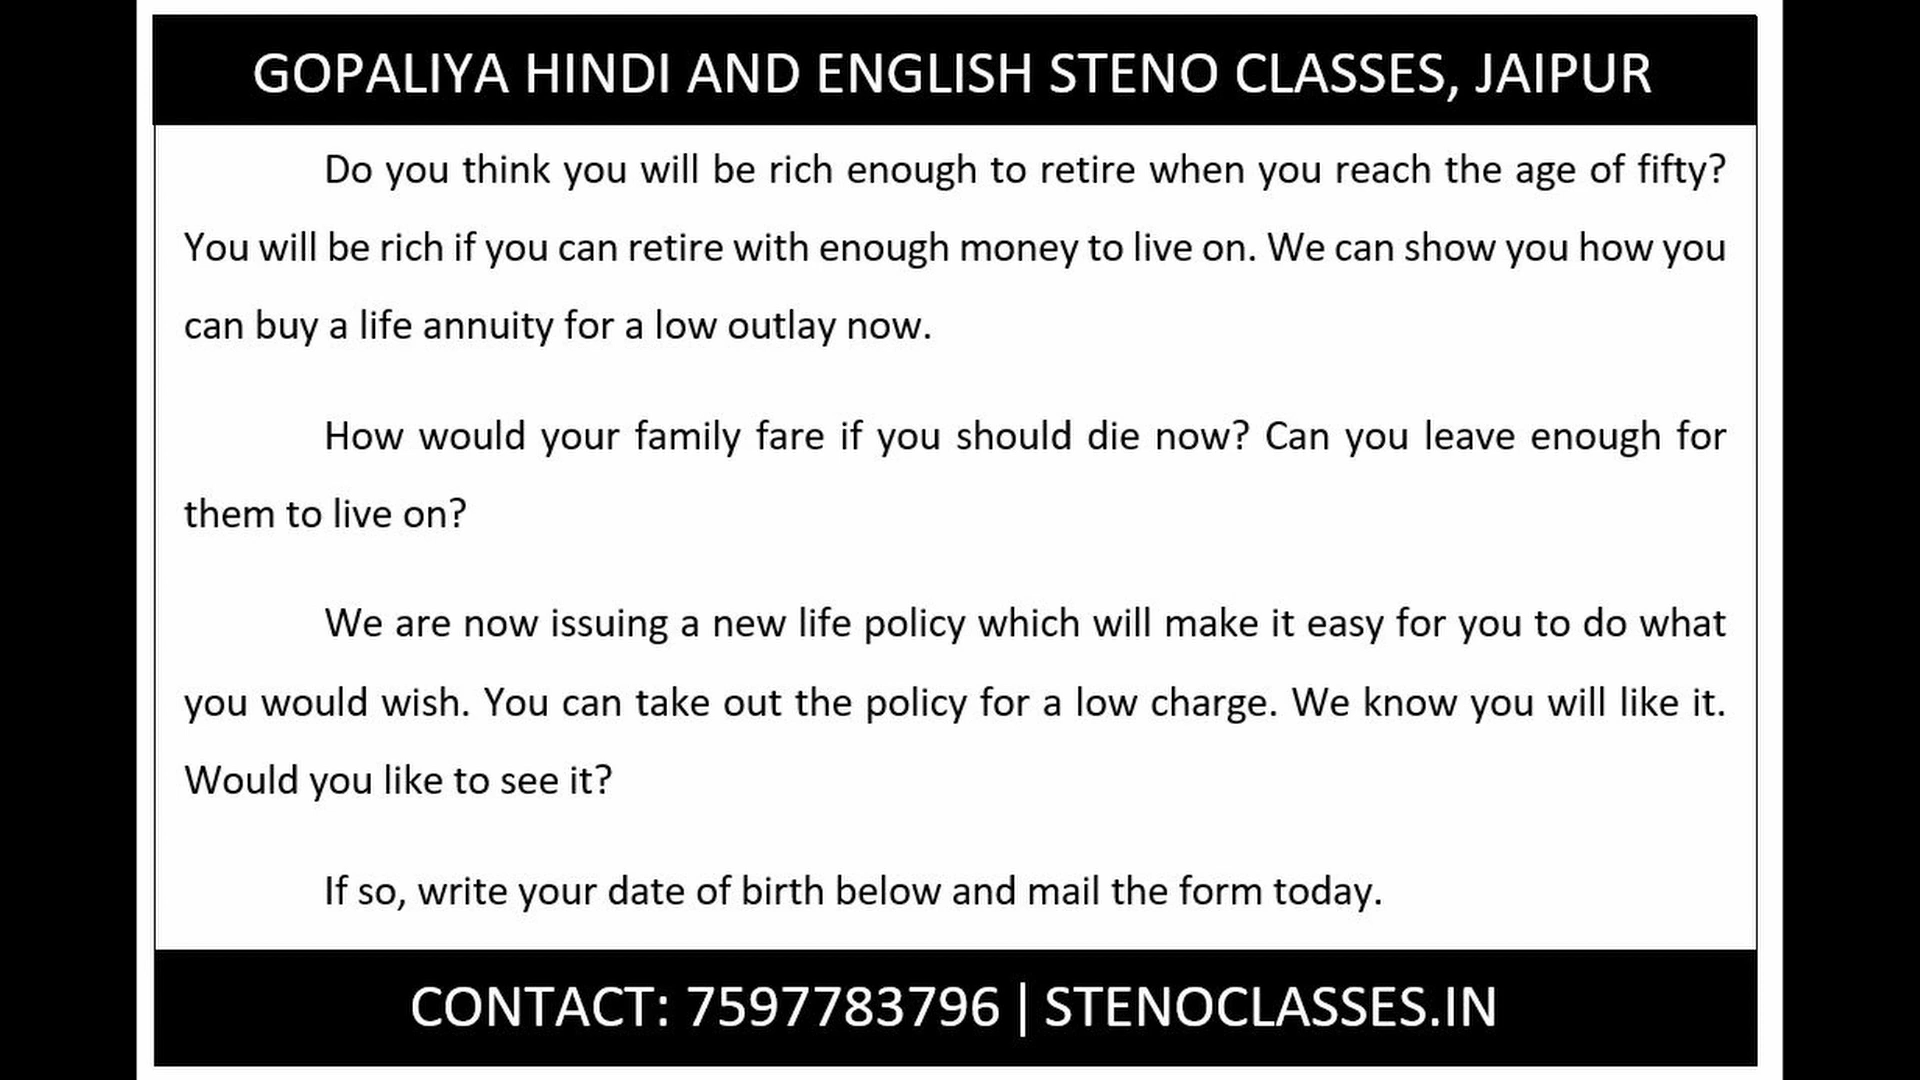 GOPALIYA HINDI AND ENGLISH STENO CLASSES, JAIPUR
Do you think you will be rich enough to retire when you reach the age of fifty?
You will be rich if you can retire with enough money to live on. We can show you how you
can buy a life annuity for a low outlay now.
How would your family fare if you should die now? Can you leave enough for
them to live on?
We are now issuing a new life policy which will make it easy for you to do what
you would wish. You can take out the policy for a low charge. We know you will like it.
Would you like to see it?
If so, write your date of birth below and mail the form today.
CONTACT: 7597783796 | STENOCLASSES.IN